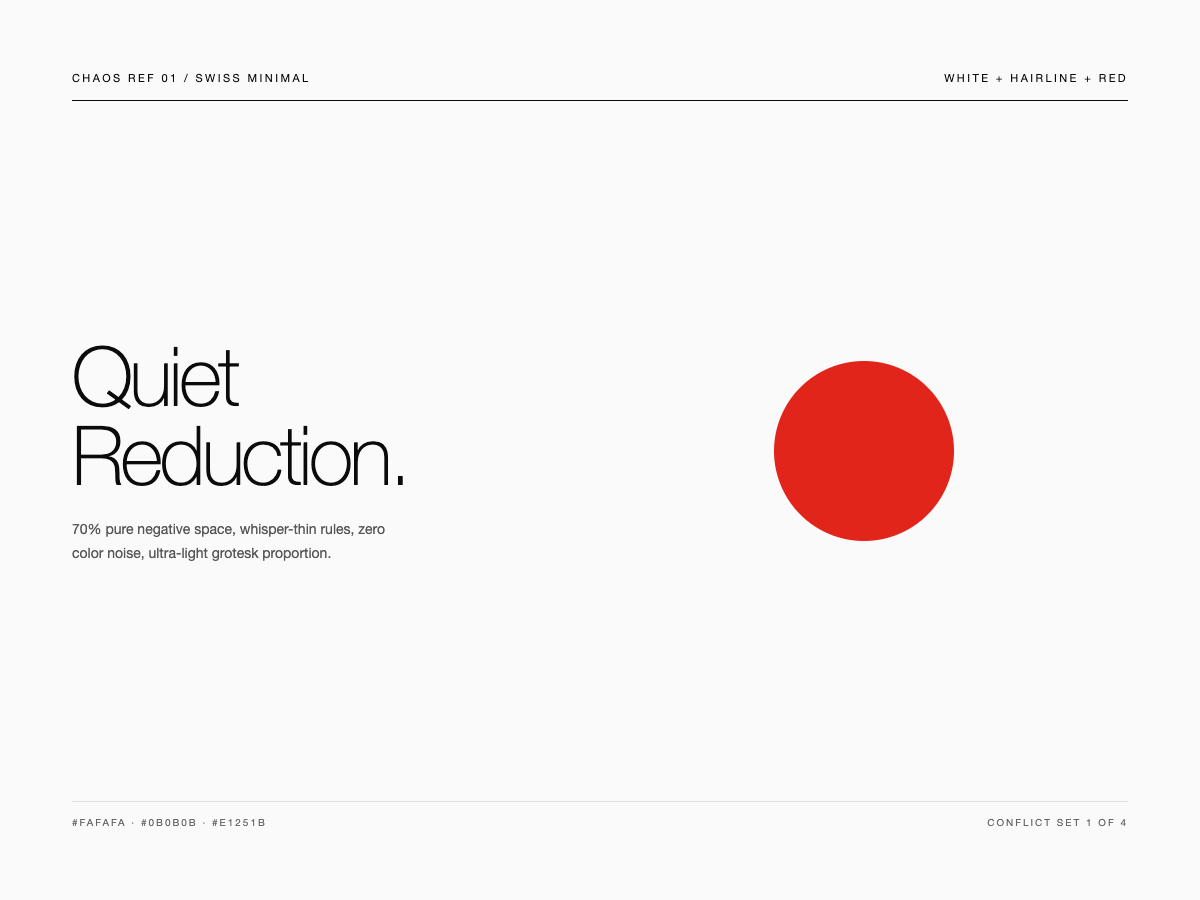 CHAOS REF 01 / SWISS MINIMAL
WHITE + HAIRLINE + RED
Quiet
Reduction.
70% pure negative space, whisper-thin rules, zero
color noise, ultra-light grotesk proportion.
#FAFAFA · #0B0B0B · #E1251B
CONFLICT SET 1 OF 4